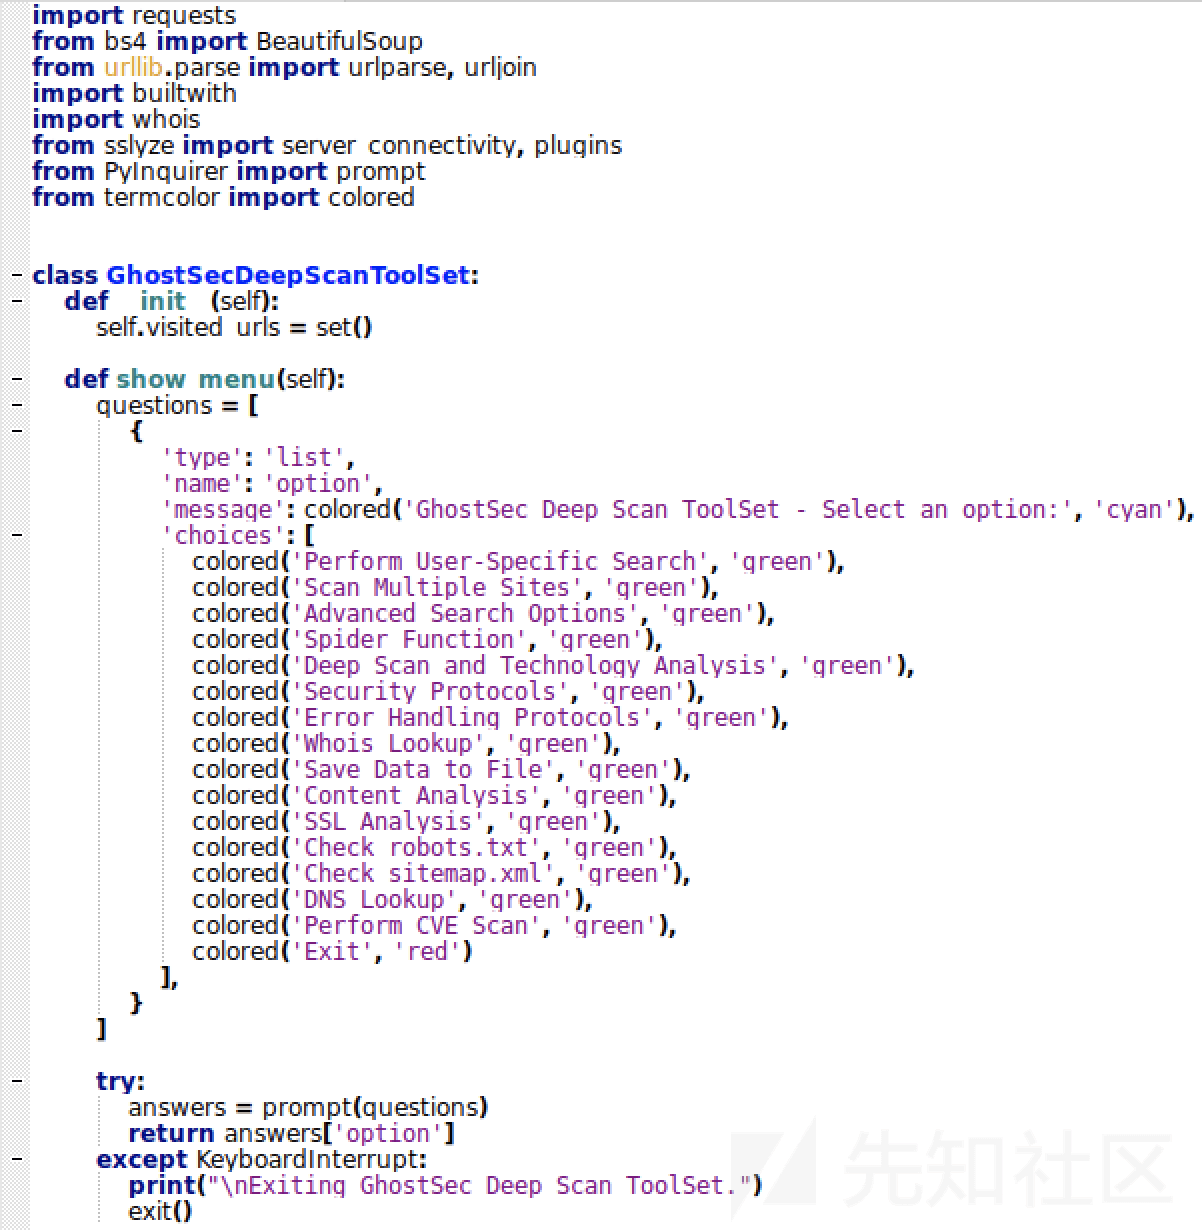 import requests
from bs4 import BeautifulSoup
from urllib.parse import urlparse, urljoin
import builtwith
import whois
from sslyze import server connectivity, plugins
from PyInquirer import prompt
from termcolor import colored
class GhostSecDeepScanToolSet:
def init (self):
self.visited urls = set()
def show menu(self):
questions = [
{
'type': 'list',
'name': 'option',
'message': colored('GhostSec Deep Scan ToolSet - Select an option:', 'cyan'),
'choices': [
colored('Perform User-Specific Search', 'green'),
colored('Scan Multiple Sites', 'green'),
colored('Advanced Search Options', 'green'),
colored('Spider Function', 'green'),
colored('Deep Scan and Technology Analysis', 'green'),
colored('Security Protocols', 'green'),
colored('Error Handling Protocols', 'green'),
colored('Whois Lookup', 'green'),
colored('Save Data to File', 'green'),
colored('Content Analysis', 'green'),
colored('SSL Analysis', 'green'),
colored('Check robots.txt', 'green'),
colored('Check sitemap.xml', 'green'),
colored('DNS Lookup', 'green'),
colored('Perform CVE Scan', 'green'),
colored('Exit', 'red')
],
}
]
try:
answers = prompt(questions)
return answers['option']
except KeyboardInterrupt:
print("\nExiting GhostSec Deep Scan ToolSet.")
exit()
先知社区